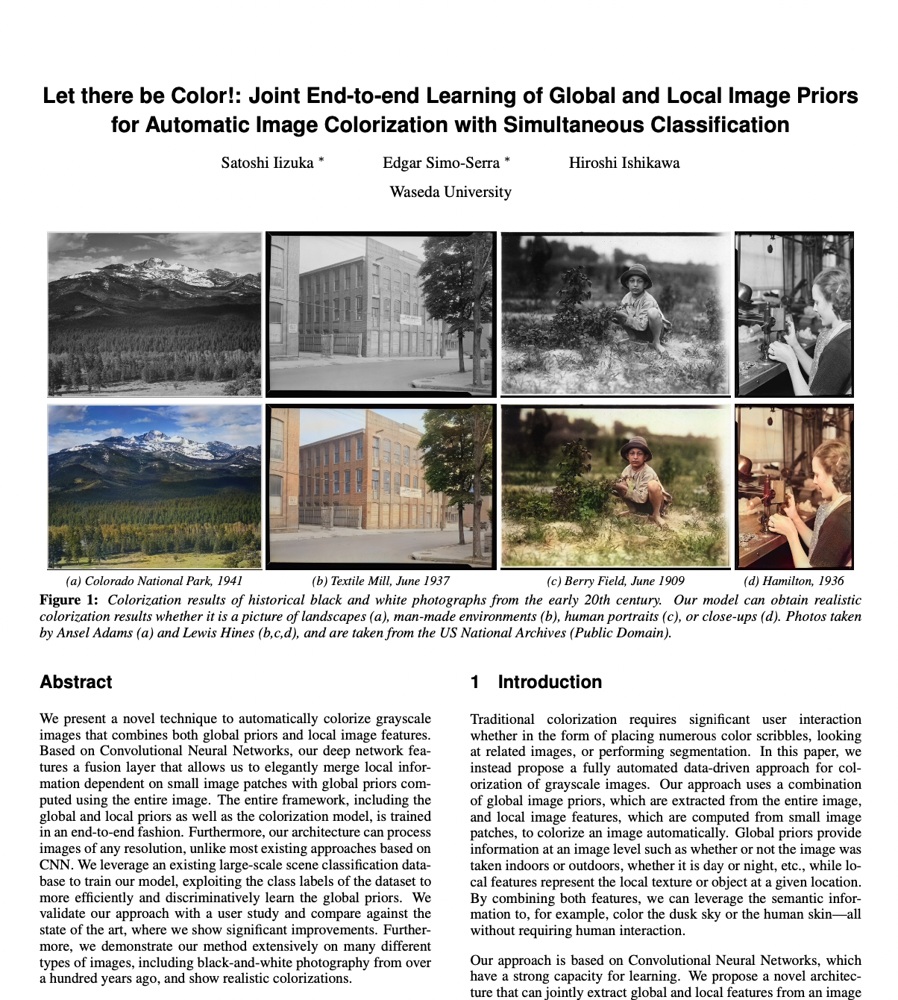 Let there be Color!: Joint End-to-end Learning of Global and Local Image Priors
for Automatic Image Colorization with Simultaneous Classification
Satoshi Iizuka * Edgar Simo-Serra * Hiroshi Ishikawa
Waseda University
(a) Colorado National Park, 1941 (b) Textile Mill, June 1937 (c) Berry Field, June 1909 (d) Hamilton, 1936
Figure 1: Colorization results of historical black and white photographs from the early 20th century. Our model can obtain realistic
colorization results whether it is a picture of landscapes (a), man-made environments (b), human portraits (c), or close-ups (d). Photos taken
by Ansel Adams (a) and Lewis Hines (b,c,d), and are taken from the US National Archives (Public Domain).
Abstract
We present a novel technique to automatically colorize grayscale
images that combines both global priors and local image features.
Based on Convolutional Neural Networks, our deep network fea-
tures a fusion layer that allows us to elegantly merge local infor-
mation dependent on small image patches with global priors com-
puted using the entire image. The entire framework, including the
global and local priors as well as the colorization model, is trained
in an end-to-end fashion. Furthermore, our architecture can process
images of any resolution, unlike most existing approaches based on
CNN. We leverage an existing large-scale scene classification data-
base to train our model, exploiting the class labels of the dataset to
more efficiently and discriminatively learn the global priors. We
validate our approach with a user study and compare against the
state of the art, where we show significant improvements. Further-
more, we demonstrate our method extensively on many different
types of images, including black-and-white photography from over
a hundred years ago, and show realistic colorizations.
1 Introduction
Traditional colorization requires significant user interaction
whether in the form of placing numerous color scribbles, looking
at related images, or performing segmentation. In this paper, we
instead propose a fully automated data-driven approach for col-
orization of grayscale images. Our approach uses a combination
of global image priors, which are extracted from the entire image,
and local image features, which are computed from small image
patches, to colorize an image automatically. Global priors provide
information at an image level such as whether or not the image was
taken indoors or outdoors, whether it is day or night, etc., while lo-
cal features represent the local texture or object at a given location.
By combining both features, we can leverage the semantic infor-
mation to, for example, color the dusk sky or the human skin—all
without requiring human interaction.
Our approach is based on Convolutional Neural Networks, which
have a strong capacity for learning. We propose a novel architec-
ture that can jointly extract global and local features from an image